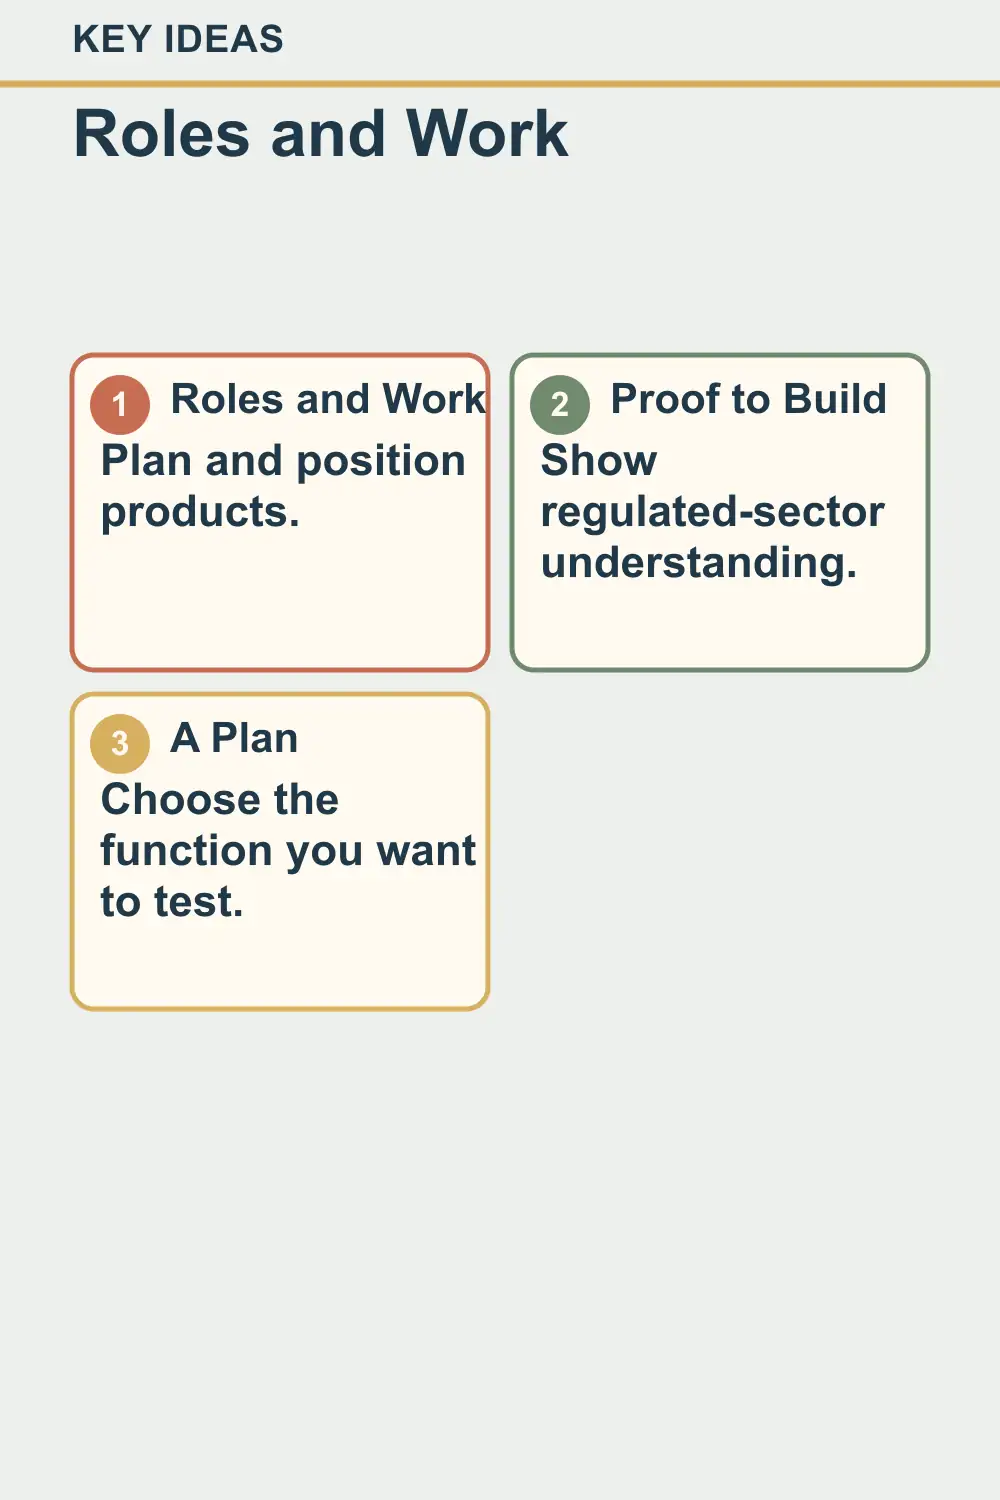 KEY IDEAS
Roles and Work
1 Roles and Work
Plan and position
products.
2 Proof to Build
Show
regulated-sector
understanding.
3 A Plan
Choose the
function you want
to test.